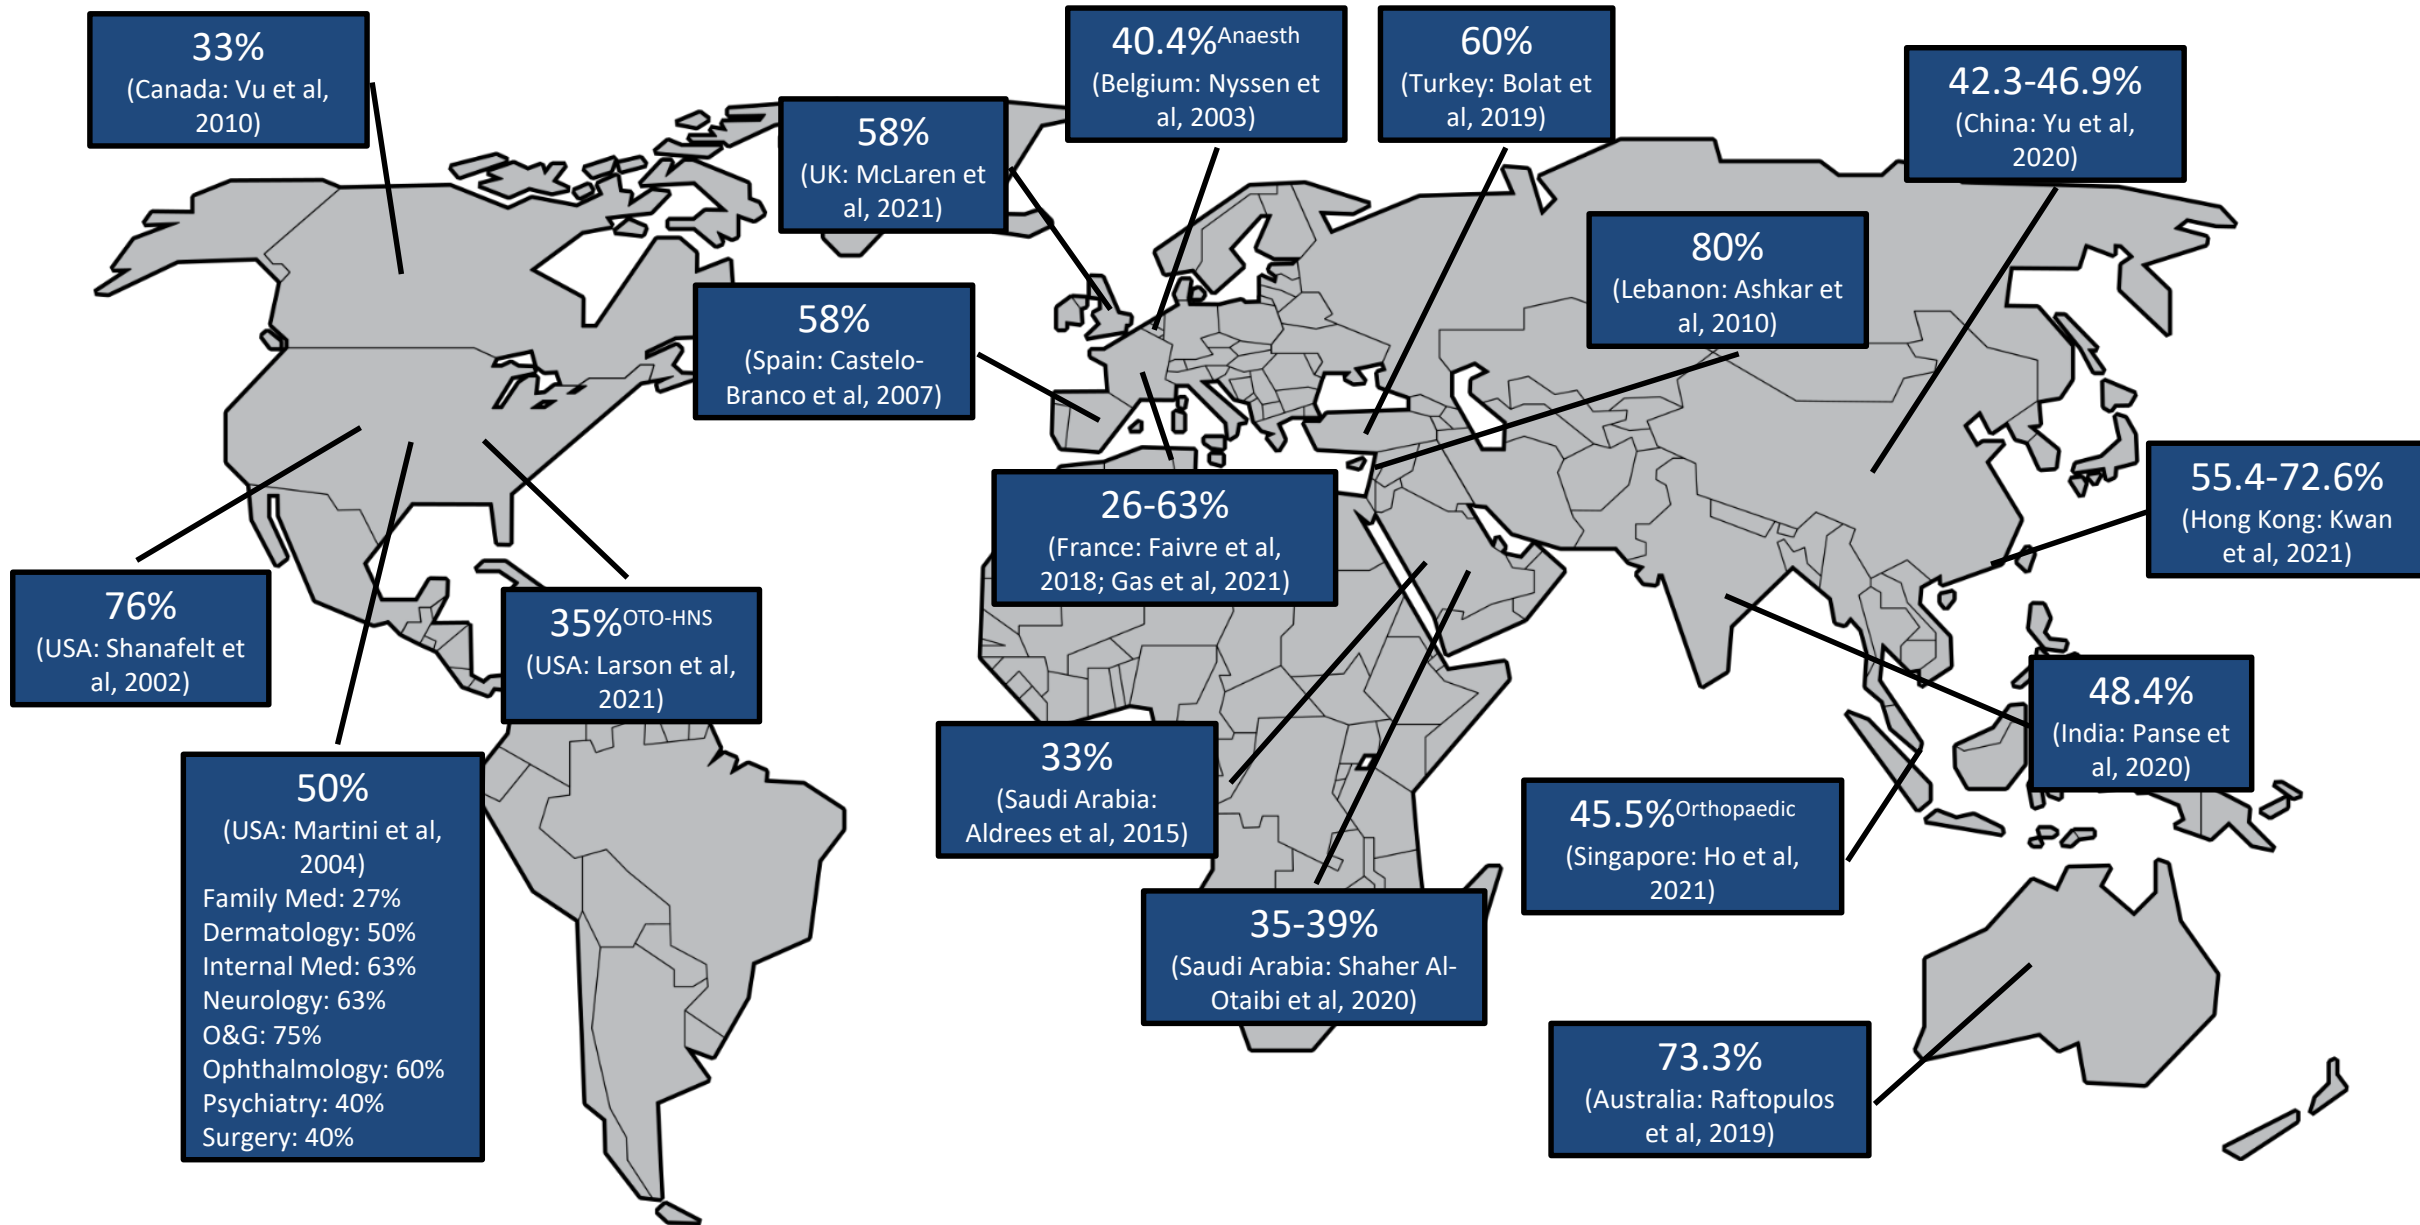 33%
(Canada: Vu et al,
2010)
58%
(UK: McLaren et
al, 2021)
40.4%Anaesth
(Belgium: Nyssen et
al, 2003)
60%
(Turkey: Bolat et
al, 2019)
42.3-46.9%
(China: Yu et al,
2020)
58%
(Spain: Castelo-
Branco et al, 2007)
80%
(Lebanon: Ashkar et
al, 2010)
26-63%
(France: Faivre et al,
2018; Gas et al, 2021)
55.4-72.6%
(Hong Kong: Kwan
et al, 2021)
76%
(USA: Shanafelt et
al, 2002)
35%OTO-HNS
(USA: Larson et al,
2021)
50%
(USA: Martini et al,
2004)
Family Med: 27%
Dermatology: 50%
Internal Med: 63%
Neurology: 63%
O&G: 75%
Ophthalmology: 60%
Psychiatry: 40%
Surgery: 40%
33%
(Saudi Arabia:
Aldrees et al, 2015)
35-39%
(Saudi Arabia: Shaher Al-
Otaibi et al, 2020)
48.4%
(India: Panse et
al, 2020)
45.5%Orthopaedic
(Singapore: Ho et al,
2021)
73.3%
(Australia: Raftopulos
et al, 2019)